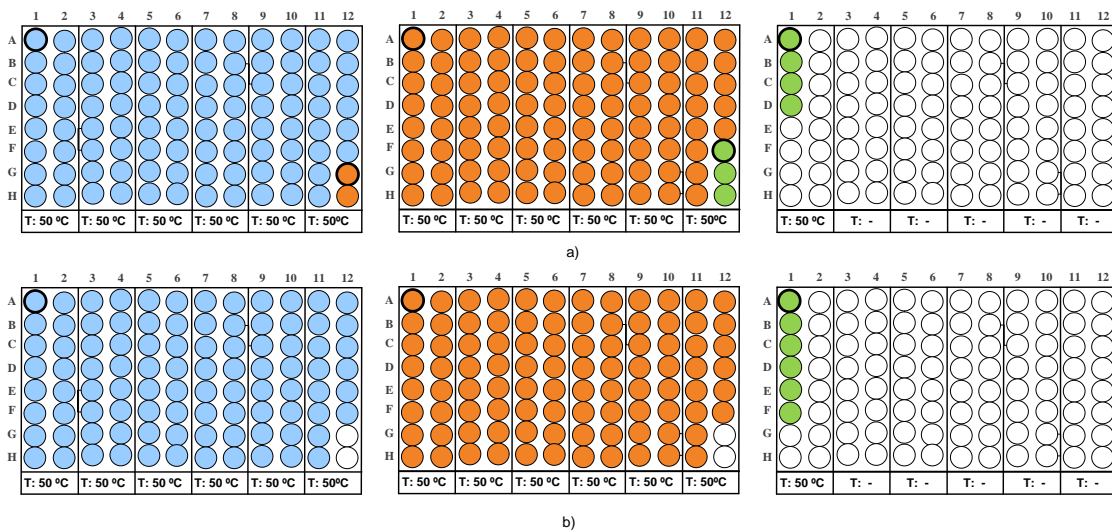 1 2 3 4 5 6 7 8 9 10 11 12
A
B
C
D
E
F
G
H
T: 50 ºC T: 50 ºC T: 50 ºC T: 50 ºC T: 50 ºC T: 50ºC
1 2 3 4 5 6 7 8 9 10 11 12
A
B
C
D
E
F
G
H
T: 50 ºC T: 50 ºC T: 50 ºC T: 50 ºC T: 50 ºC T: 50ºC
1 2 3 4 5 6 7 8 9 10 11 12
A
B
C
D
E
F
G
H
T: 50 ºC T: - T: - T: - T: - T: -
a)
1 2 3 4 5 6 7 8 9 10 11 12
A
B
C
D
E
F
G
H
T: 50 ºC T: 50 ºC T: 50 ºC T: 50 ºC T: 50 ºC T: 50ºC
1 2 3 4 5 6 7 8 9 10 11 12
A
B
C
D
E
F
G
H
T: 50 ºC T: 50 ºC T: 50 ºC T: 50 ºC T: 50 ºC T: 50ºC
1 2 3 4 5 6 7 8 9 10 11 12
A
B
C
D
E
F
G
H
T: 50 ºC T: - T: - T: - T: - T: -
b)